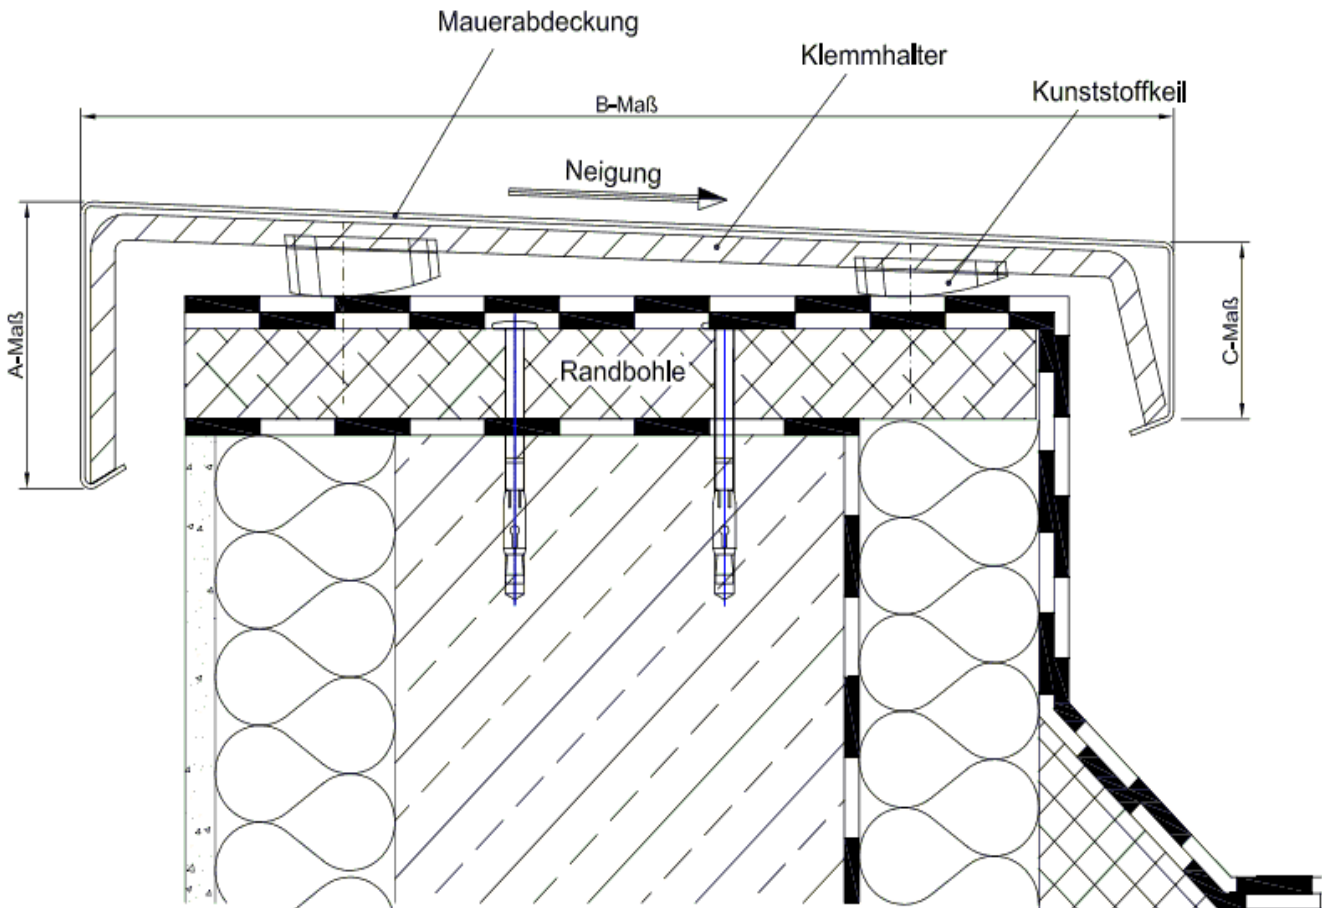 Mauerabdeckung
Klemmhalter
Kunststoffkeil
B-Maß
Neigung
A-Maß
C-Maß
Randbohle